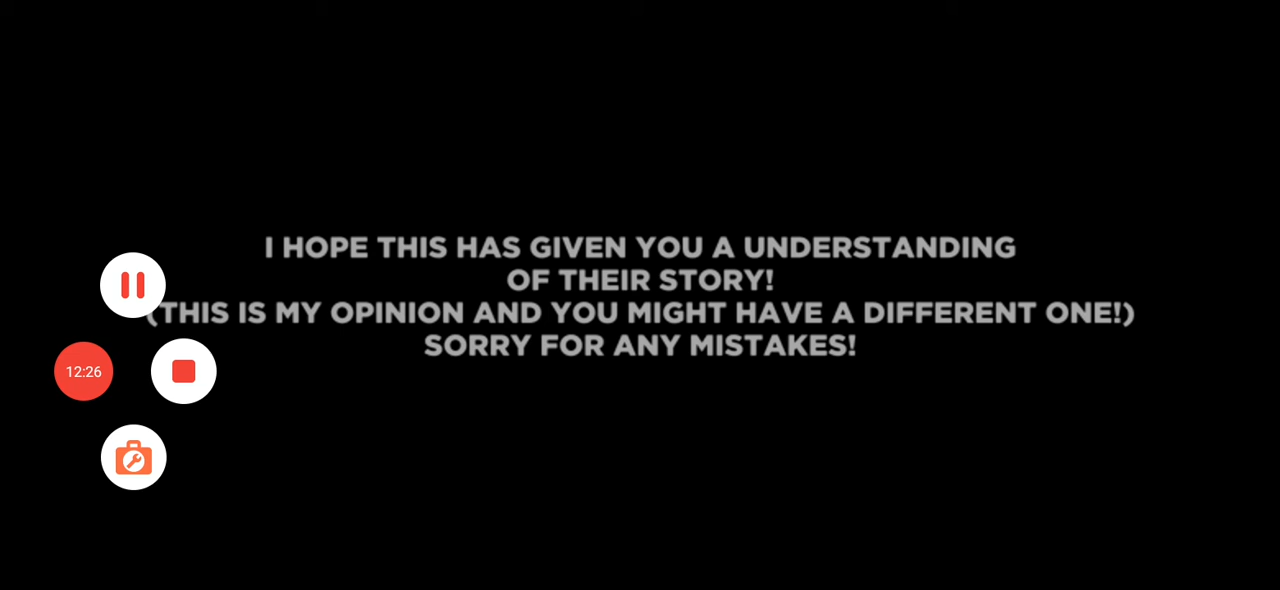 I HOPE THIS HAS GIVEN YOU A UNDERSTANDING
OF THEIR STORY!
(THIS IS MY OPINION AND YOU MIGHT HAVE A DIFFERENT ONE!)
SORRY FOR ANY MISTAKES!
12:26